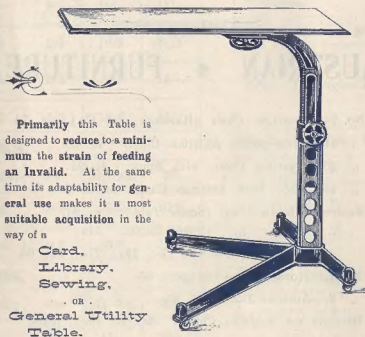 Primarily this Table is
designed to reduce to a mini-
mum the strain of feeding
an Invalid. At the same
time its adaptability for gen-
eral use makes it a most
suitable acquisition in the
way of a
Card,
Library,
Sewing,
. OR .
General Utility
Table.